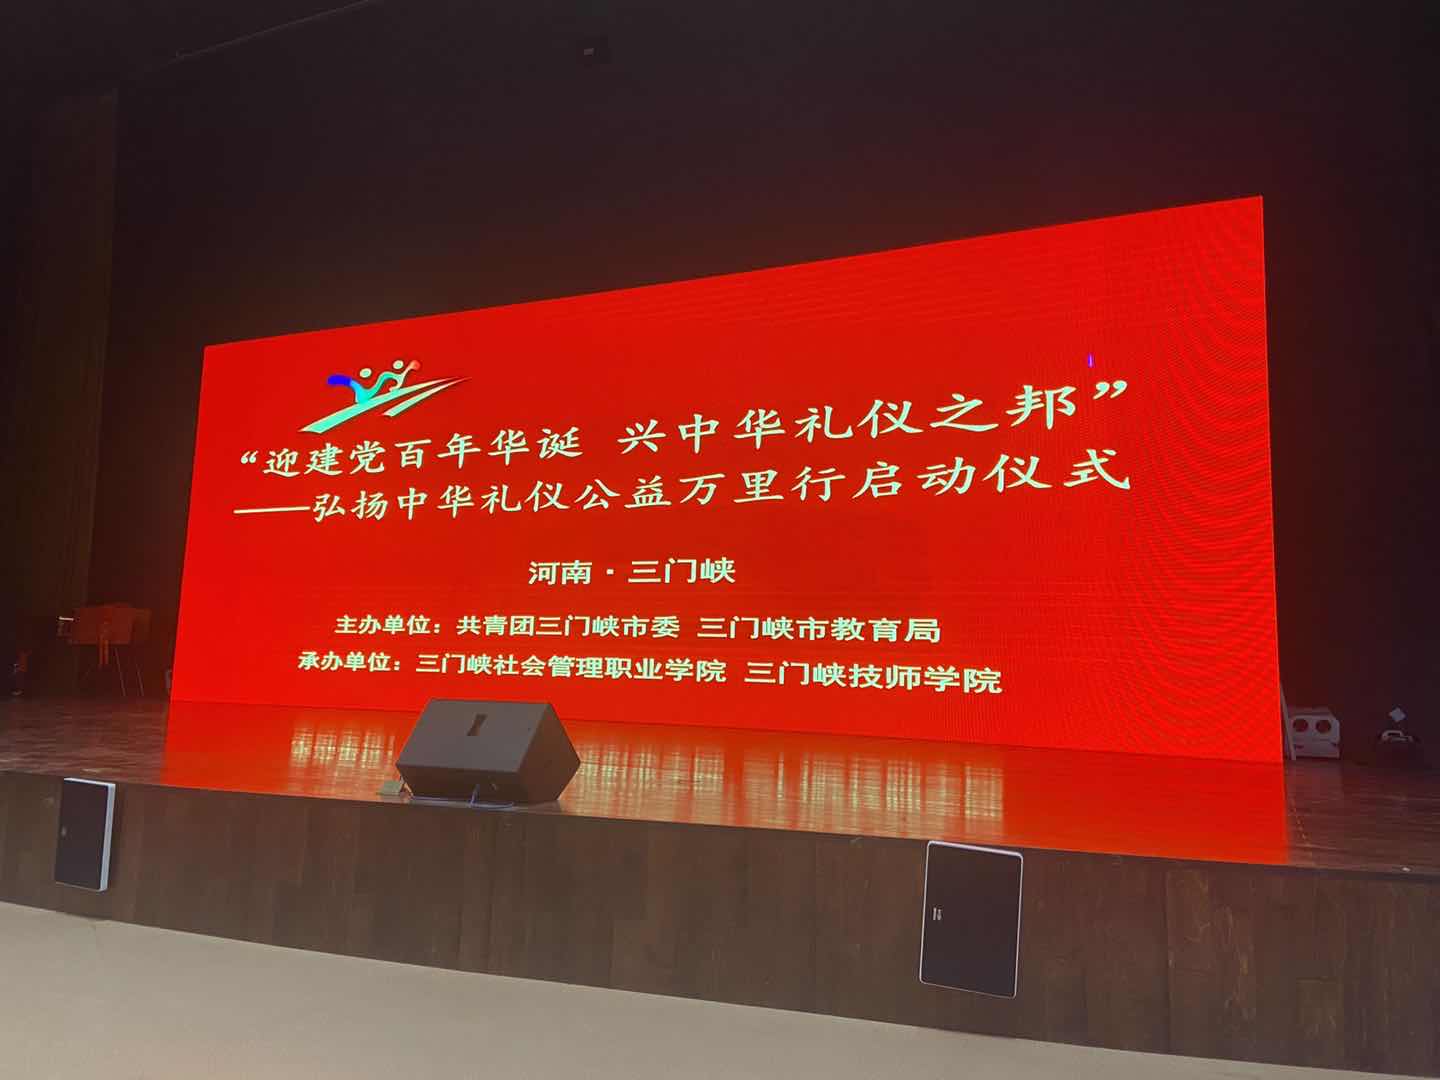 “迎建党百年华诞 兴中华礼仪之邦”
——弘扬中华礼仪公益万里行启动仪式
河南·三门峡
主办单位：共青团三门峡市委 三门峡市教育局
承办单位：三门峡社会管理职业学院 三门峡技师学院